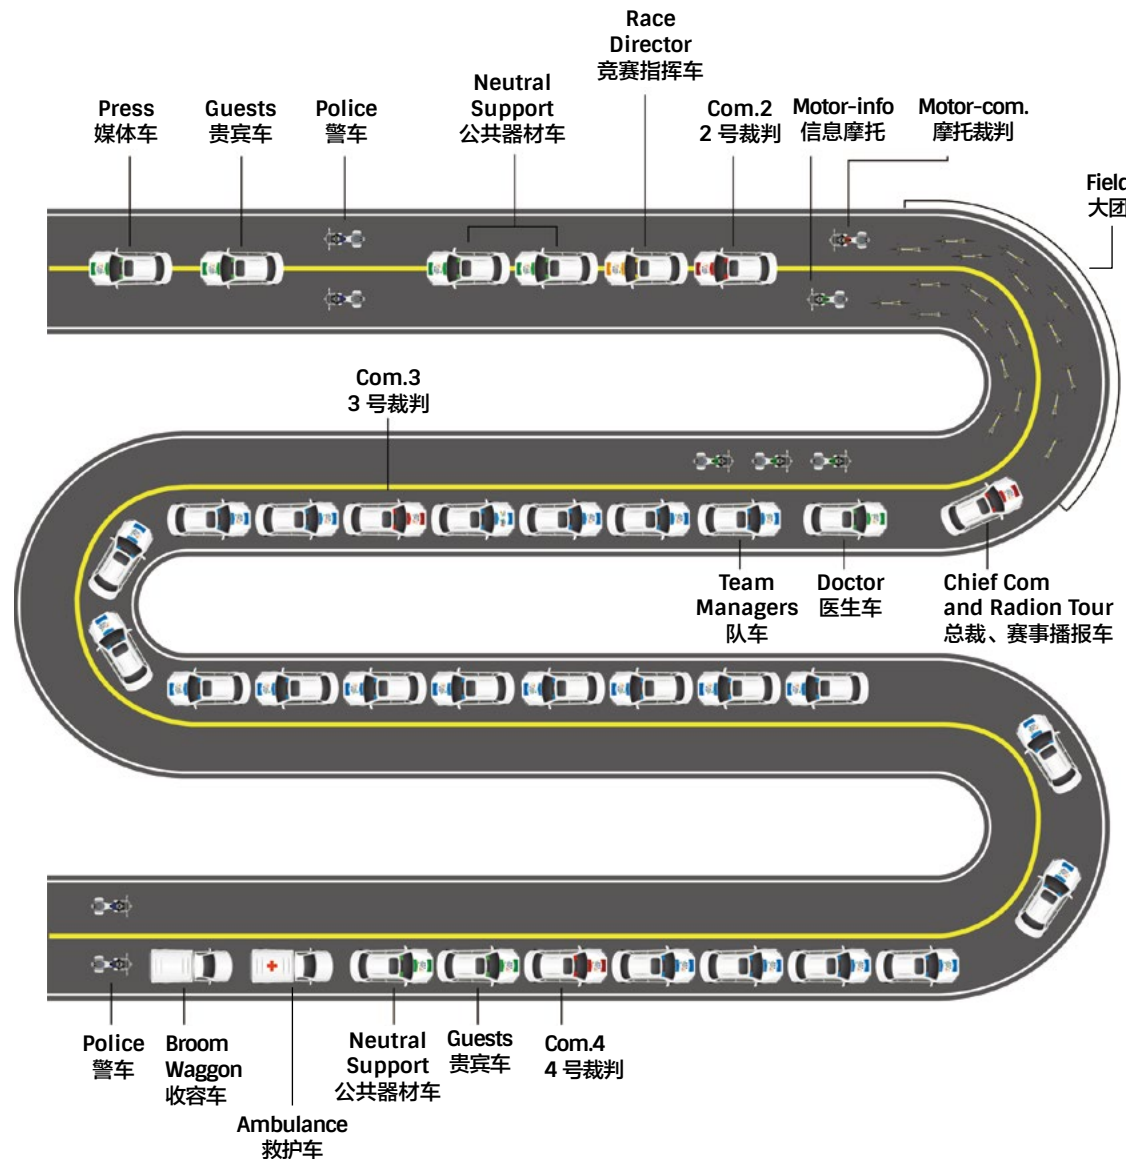 Race
Director
竞赛指挥车
Neutral
Support
公共器材车
Press
媒体车
Guests
贵宾车
Police
警车
Com.2
2 号裁判
Motor-info
信息摩托
Motor-com.
摩托裁判
Field
大团
Com.3
3 号裁判
Team
Managers
队车
Doctor
医生车
Chief Com
and Radion Tour
总裁、赛事播报车
Police
警车
Broom
Waggon
收容车
Ambulance
救护车
Neutral
Support
公共器材车
Guests
贵宾车
Com.4
4 号裁判